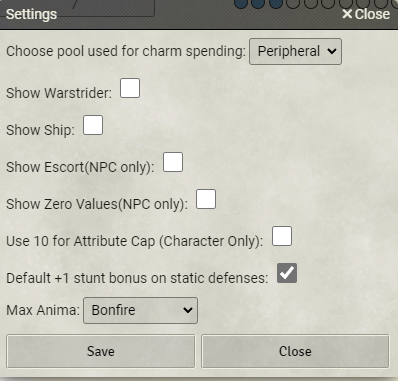 Settings ✕Close
Choose pool used for charm spending: Peripheral
Show Warstrider:
Show Ship:
Show Escort(NPC only):
Show Zero Values(NPC only):
Use 10 for Attribute Cap (Character Only):
Default +1 stunt bonus on static defenses:
Max Anima: Bonfire
Save Close